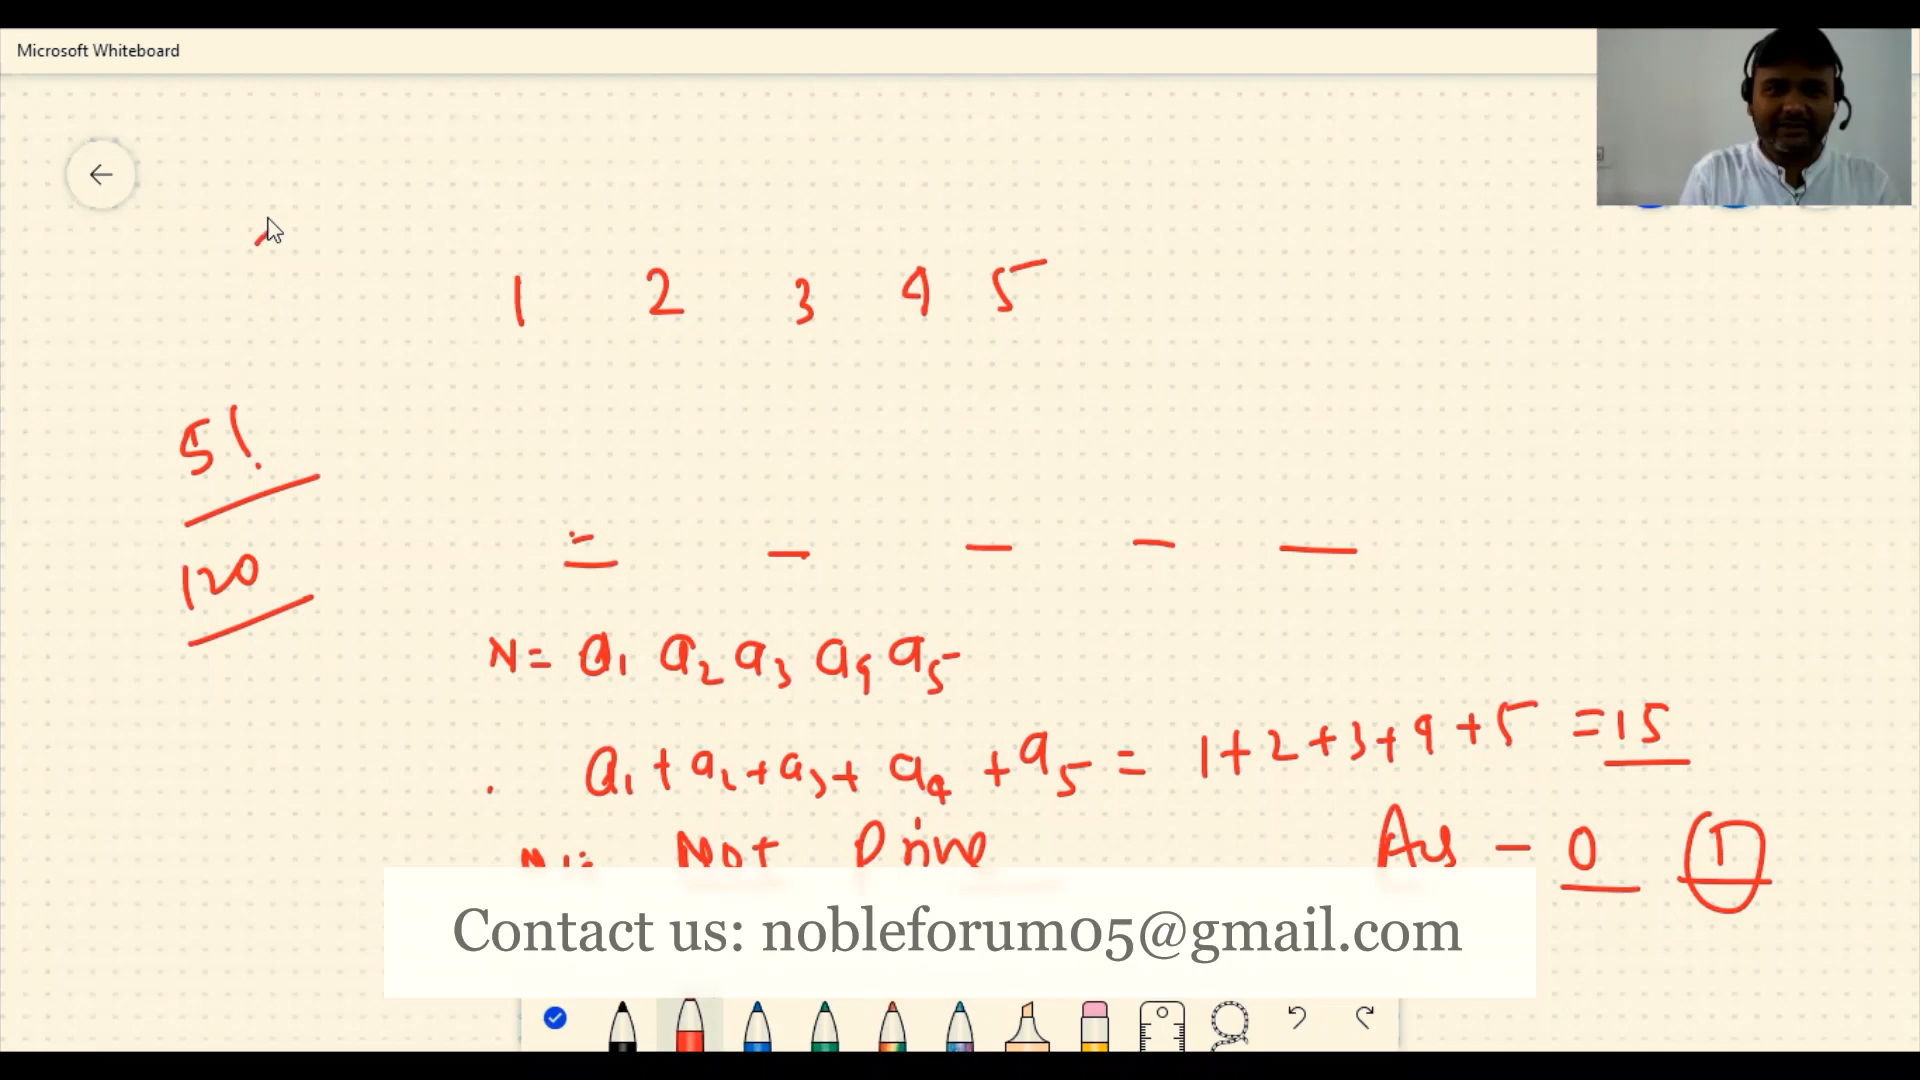 Microsoft Whiteboard
1 2 3 4 5
5!
120
N = a1 a2 a3 a4 a5
a1 + a2 + a3 + a4 + a5 = 1+2+3+4+5 = 15
Not Prime
Ans - 0 1
Contact us: nobleforum05@gmail.com